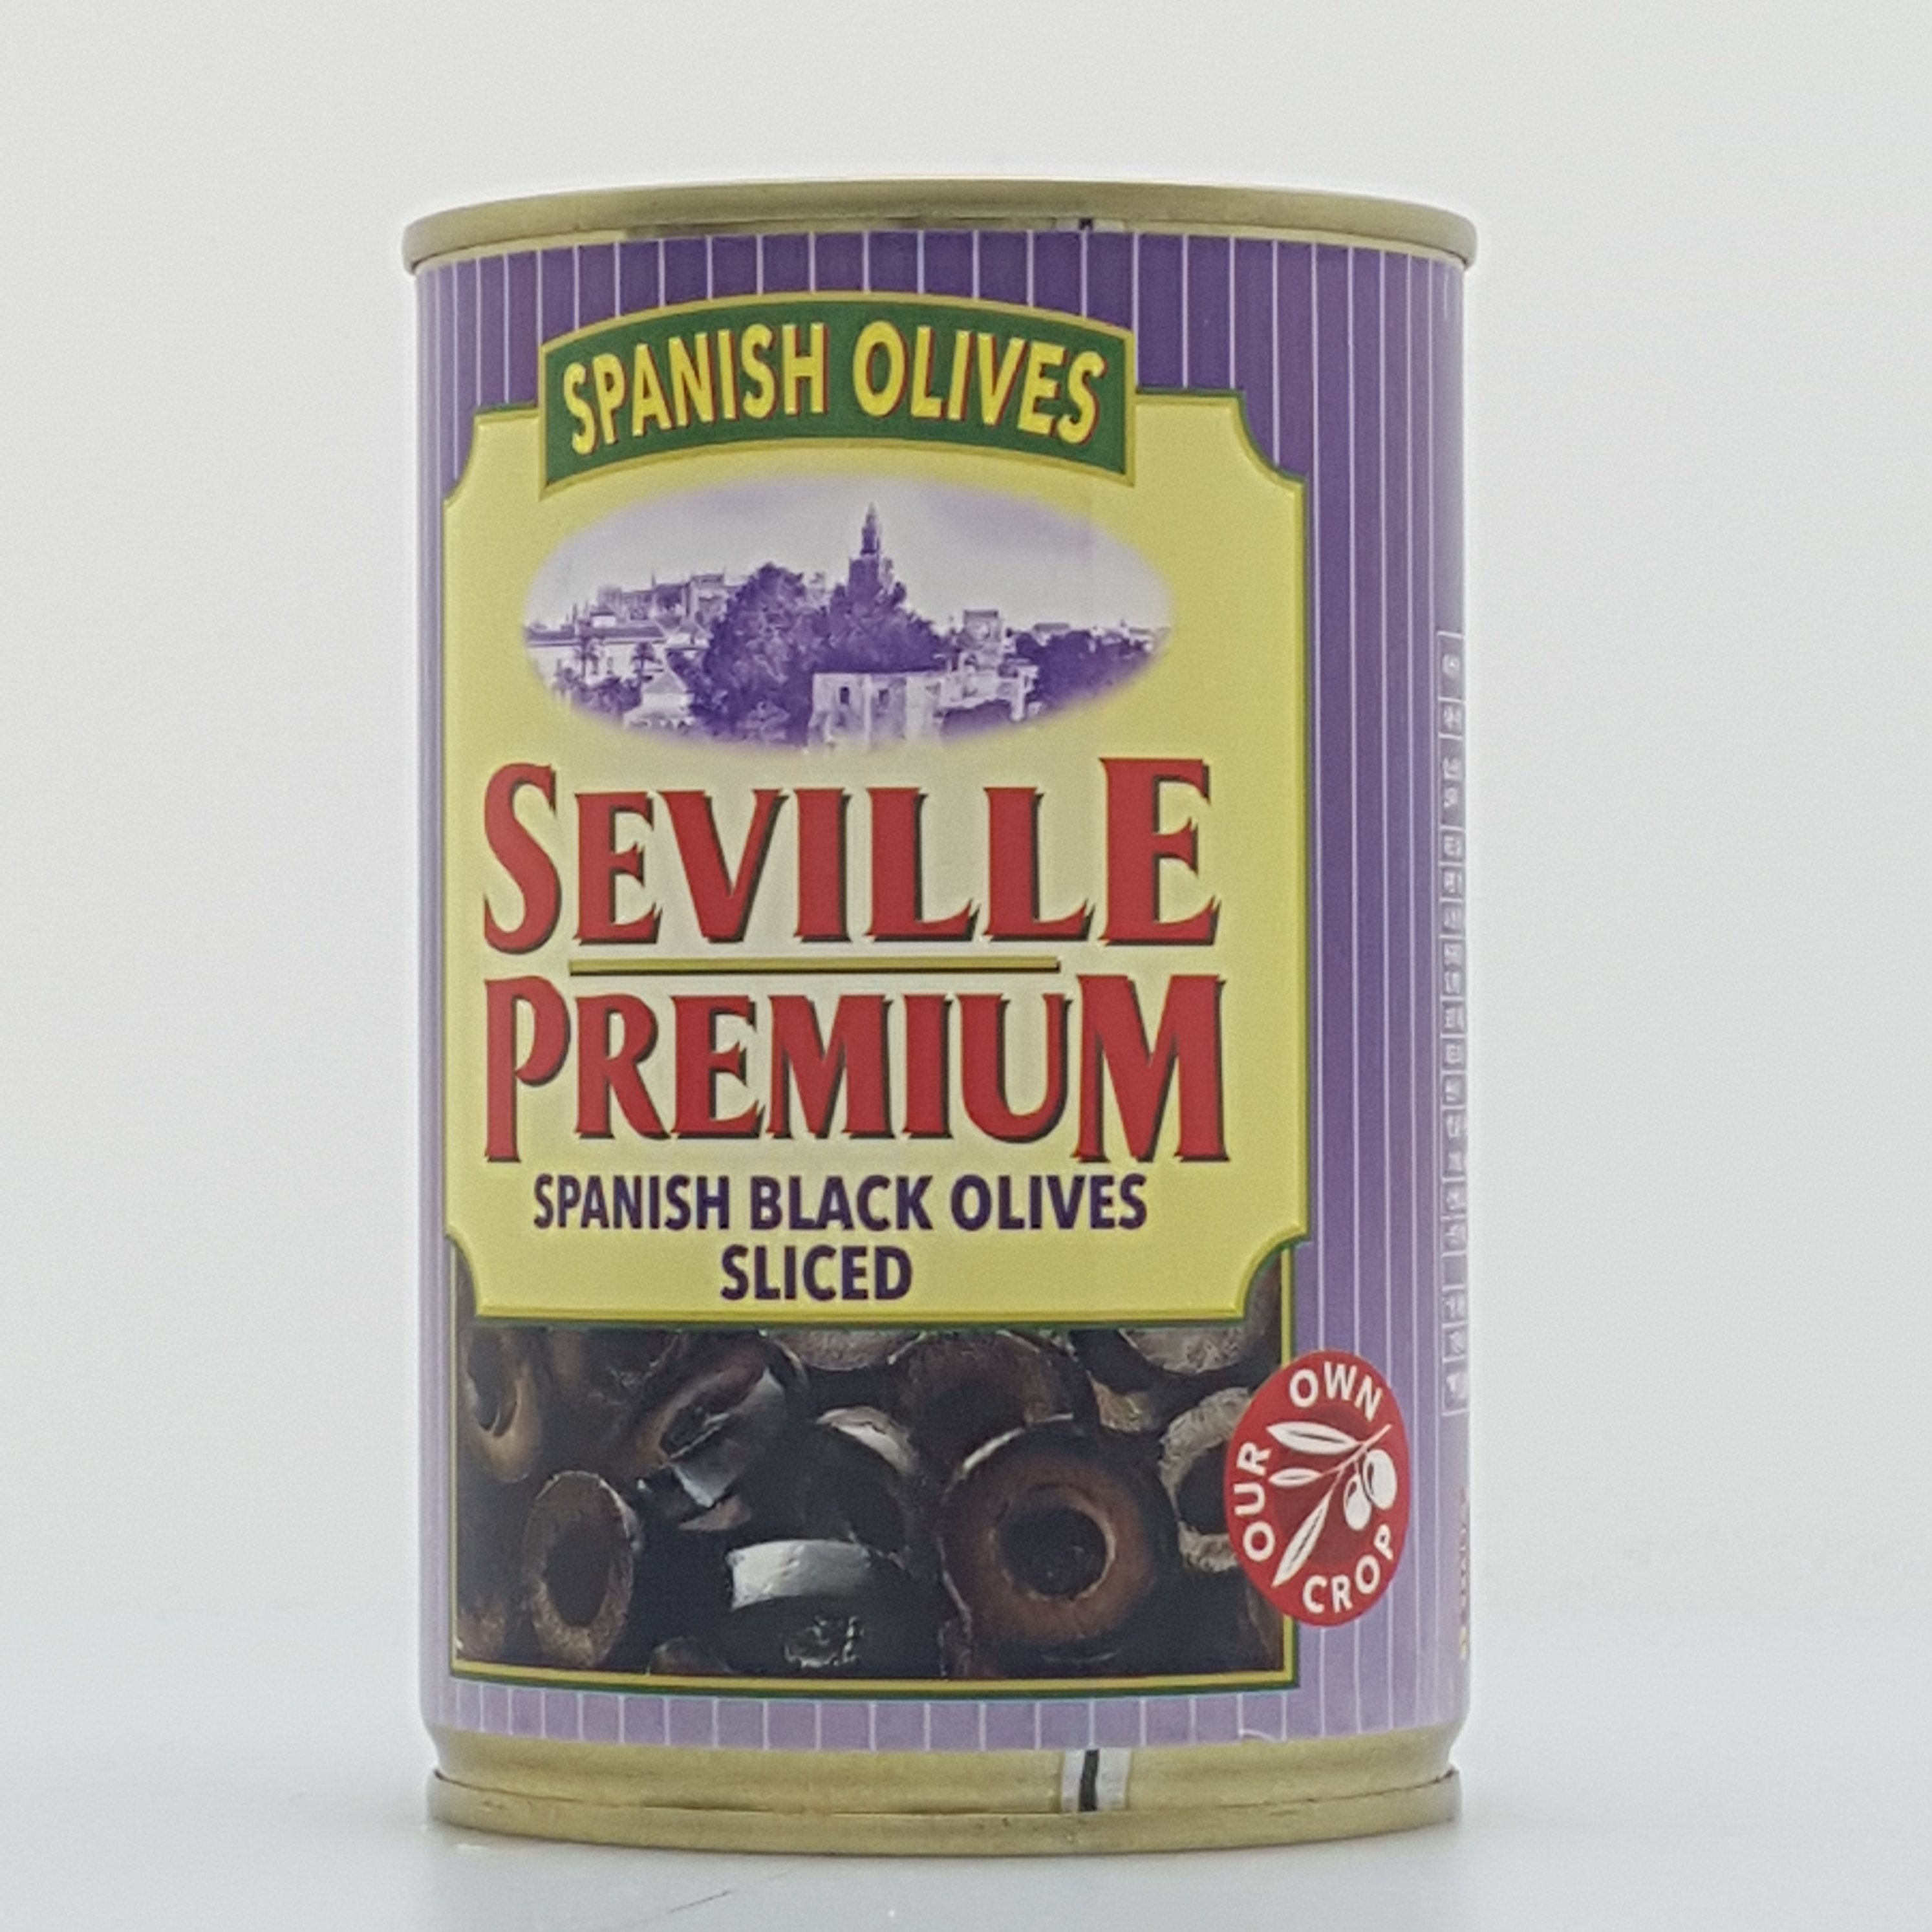 SPANISH OLIVES
SEVILLE
PREMIUM
SPANISH BLACK OLIVES
SLICED
OUR OWN CROP